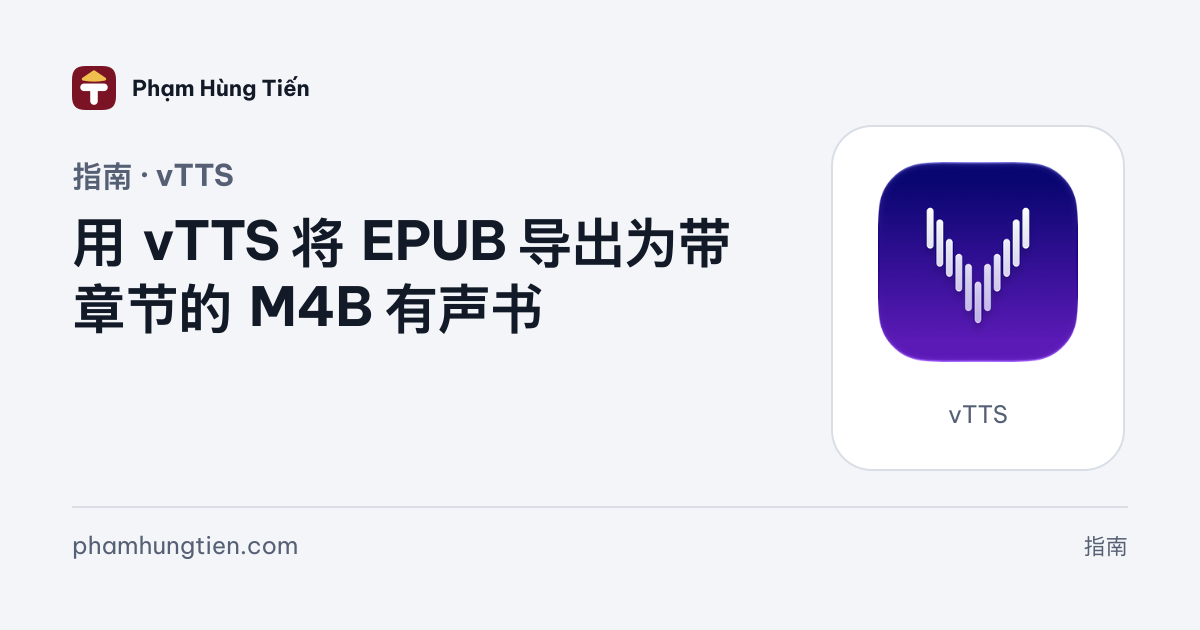 Phạm Hùng Tiến
指南 · vTTS
用 vTTS 将 EPUB 导出为带
章节的 M4B 有声书
vTTS
phamhungtien.com
指南